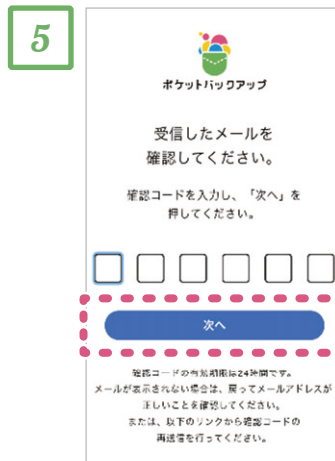 5
ポケットバックアップ
受信したメールを
確認してください。
確認コードを入力し、「次へ」を
押してください。
次へ
確認コードの有効期限は24時間です。
メールが表示されない場合は、戻ってメールアドレスが
正しいことを確認してください。
または、以下のリンクから確認コードの
再送信を行ってください。